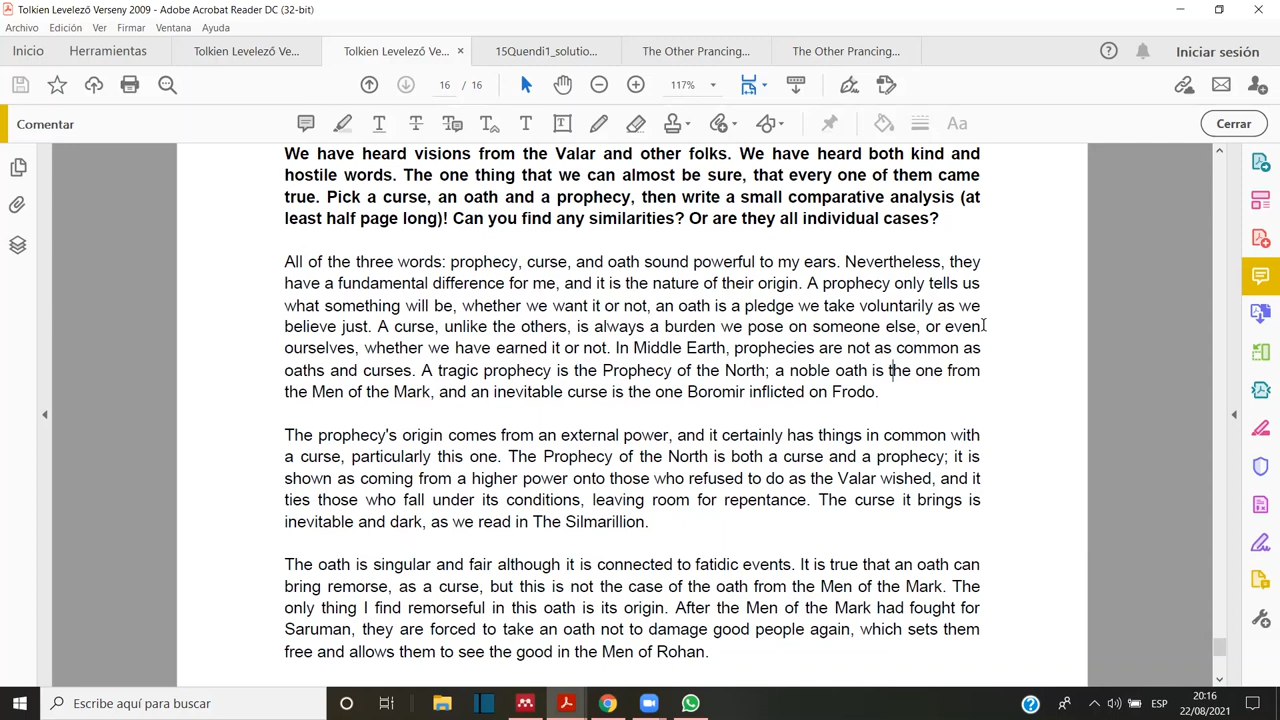 Tolkien Levelező Verseny 2009 - Adobe Acrobat Reader DC (32-bit)
Archivo Edición Ver Firmar Ventana Ayuda
Inicio Herramientas Tolkien Levelező Ve... Tolkien Levelező Ve... × 15Quendi1_solutio... The Other Prancing... The Other Prancing... Iniciar sesión
16 / 16 117%
Comentar Cerrar
We have heard visions from the Valar and other folks. We have heard both kind and
hostile words. The one thing that we can almost be sure, that every one of them came
true. Pick a curse, an oath and a prophecy, then write a small comparative analysis (at
least half page long)! Can you find any similarities? Or are they all individual cases?
All of the three words: prophecy, curse, and oath sound powerful to my ears. Nevertheless, they
have a fundamental difference for me, and it is the nature of their origin. A prophecy only tells us
what something will be, whether we want it or not, an oath is a pledge we take voluntarily as we
believe just. A curse, unlike the others, is always a burden we pose on someone else, or even
ourselves, whether we have earned it or not. In Middle Earth, prophecies are not as common as
oaths and curses. A tragic prophecy is the Prophecy of the North; a noble oath is the one from
the Men of the Mark, and an inevitable curse is the one Boromir inflicted on Frodo.
The prophecy's origin comes from an external power, and it certainly has things in common with
a curse, particularly this one. The Prophecy of the North is both a curse and a prophecy; it is
shown as coming from a higher power onto those who refused to do as the Valar wished, and it
ties those who fall under its conditions, leaving room for repentance. The curse it brings is
inevitable and dark, as we read in The Silmarillion.
The oath is singular and fair although it is connected to fatidic events. It is true that an oath can
bring remorse, as a curse, but this is not the case of the oath from the Men of the Mark. The
only thing I find remorseful in this oath is its origin. After the Men of the Mark had fought for
Saruman, they are forced to take an oath not to damage good people again, which sets them
free and allows them to see the good in the Men of Rohan.
Escribe aquí para buscar
ESP
20:16
22/08/2021